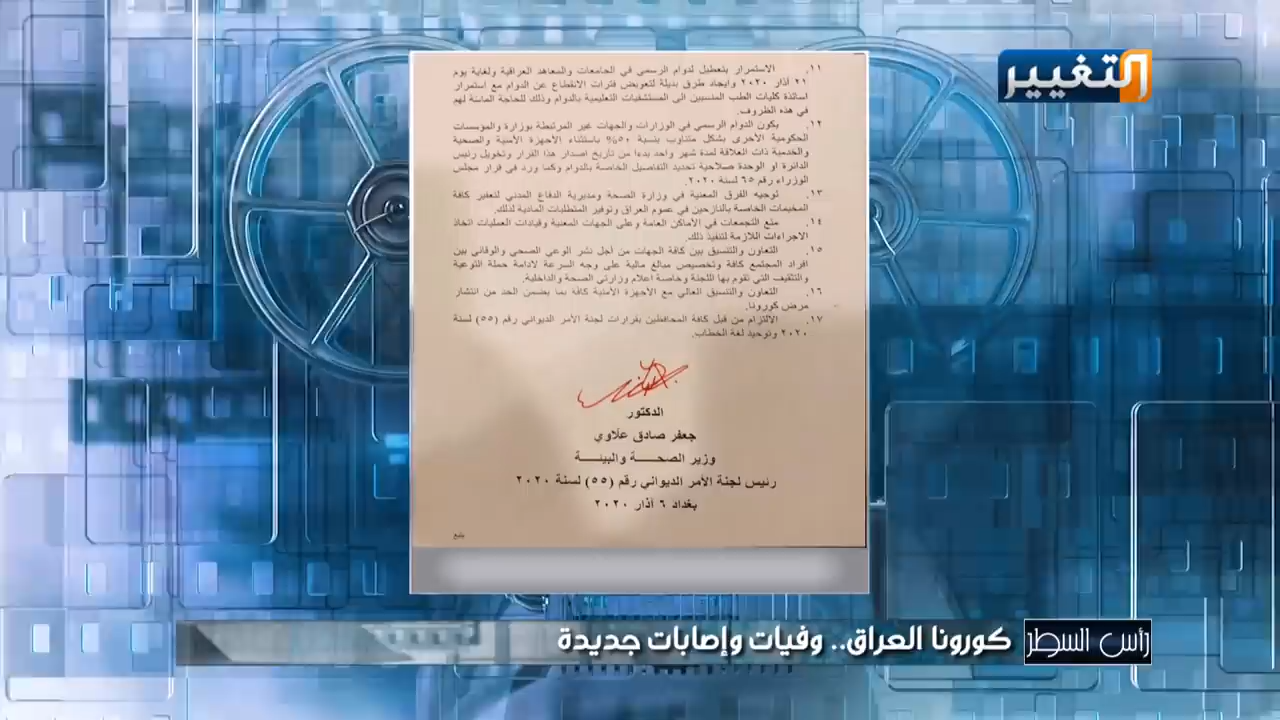 التغيير
١١. الاستمرار بتعطيل لدوام الرسمي في الجامعات والمعاهد العراقية ولغاية يوم
٢١ آذار ٢٠٢٠ وايجاد طرق بديلة لتعويض فترات الانقطاع عن الدوام مع استمرار
اساتذة كليات الطب المنسبين الى المستشفيات التعليمية بالدوام وذلك للحاجة الماسة لهم
في هذه الظروف.
١٢. يكون الدوام الرسمي في الوزارات والجهات غير المرتبطة بوزارة والمؤسسات
الحكومية الاخرى بشكل متناوب بنسبة ٥٠% باستثناء الأجهزة الأمنية والصحية
والخدمية ذات العلاقة لمدة شهر واحد بدءا من تاريخ اصدار هذا القرار وتخويل رئيس
الدائرة او الوحدة صلاحية تحديد التفاصيل الخاصة بالدوام وكما ورد في قرار مجلس
الوزراء رقم ٦٥ لسنة ٢٠٢٠.
١٣. توجيه الفرق المعنية في وزارة الصحة ومديرية الدفاع المدني لتعفير كافة
المخيمات الخاصة بالنازحين في عموم العراق وتوفير المتطلبات المادية لذلك.
١٤. منع التجمعات في الاماكن العامة وعلى الجهات المعنية وقيادات العمليات اتخاذ
الاجراءات اللازمة لتنفيذ ذلك.
١٥. التعاون والتنسيق بين كافة الجهات من أجل نشر الوعي الصحي والوقائي بين
افراد المجتمع كافة وتخصيص مبالغ مالية على وجه السرعة لادامة حملة التوعية
والتثقيف التي تقوم بها اللجنة وخاصة اعلام وزارتي الصحة والداخلية.
١٦. التعاون والتنسيق العالي مع الاجهزة الأمنية كافة بما يضمن الحد من انتشار
مرض كورونا.
١٧. الالتزام من قبل كافة المحافظين بقرارات لجنة الأمر الديواني رقم (٥٥) لسنة
٢٠٢٠ وتوحيد لغة الخطاب.
الدكتور
جعفر صادق علاوي
وزير الصحـــة والبيئـــة
رئيس لجنة الأمر الديواني رقم (٥٥) لسنة ٢٠٢٠
بغداد ٦ آذار ٢٠٢٠
يتبع
رأس السطر
كورونا العراق.. وفيات وإصابات جديدة